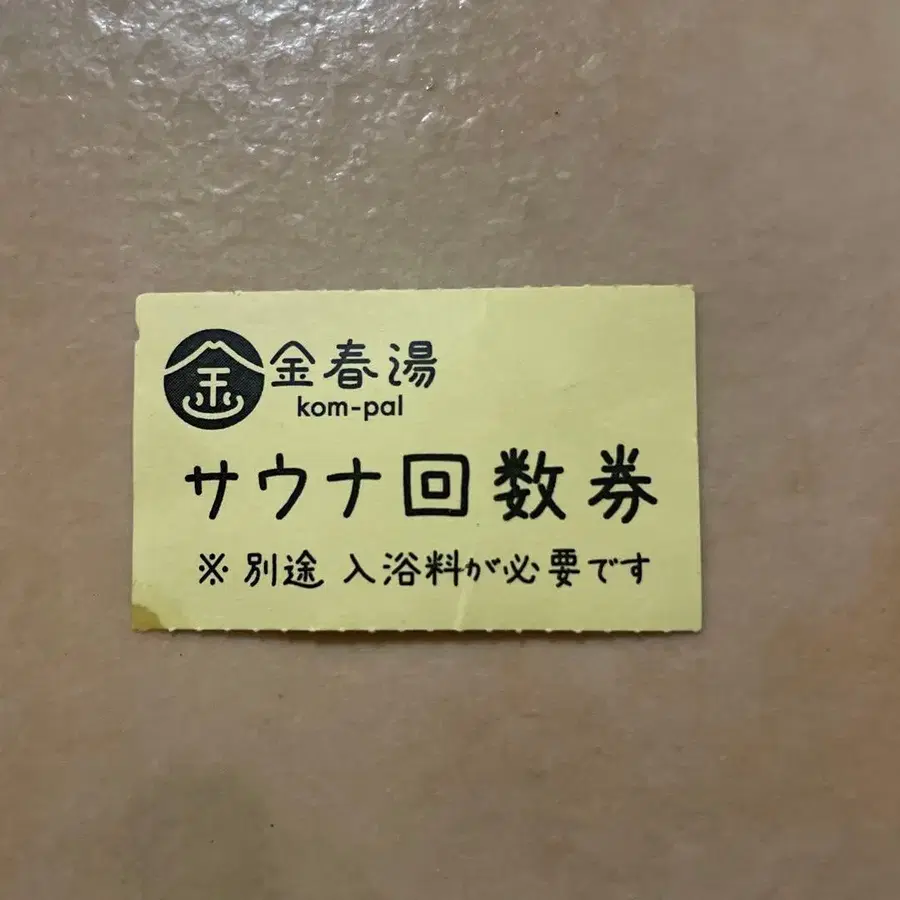 金 金春湯
kom-pal
サウナ回数券
※ 別途 入浴料が必要です